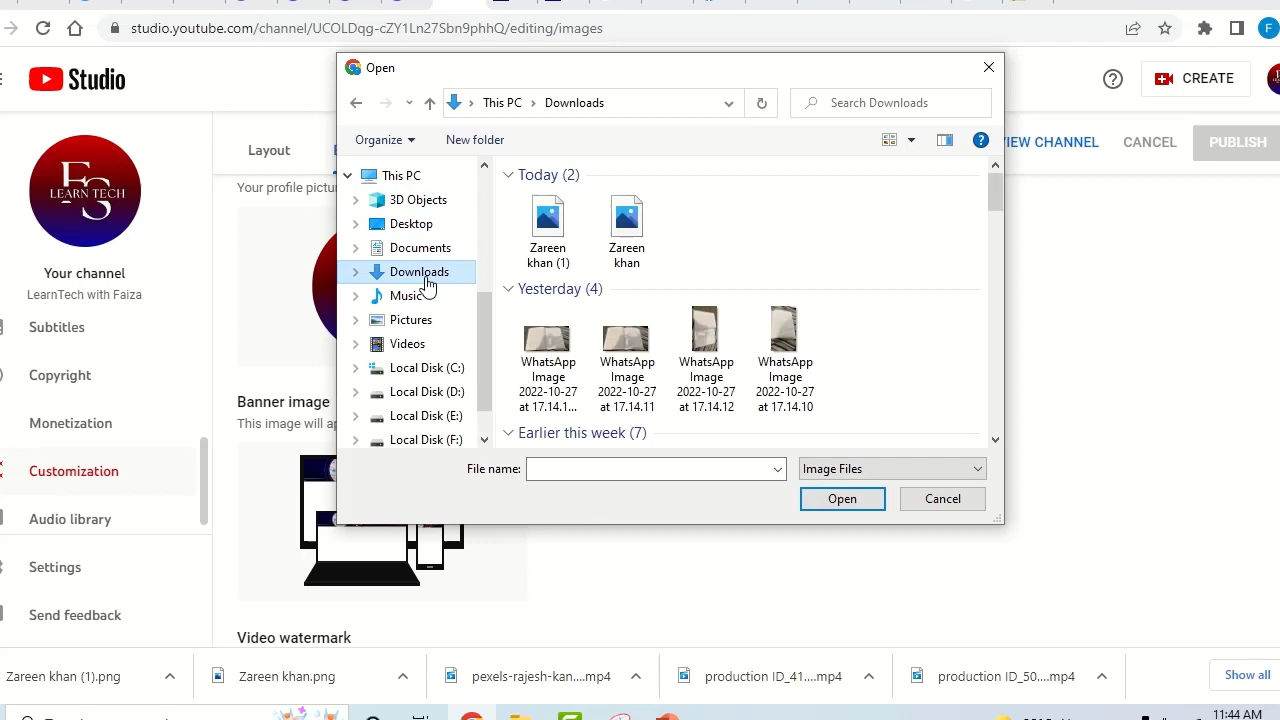 studio.youtube.com/channel/UCOLDqg-cZY1Ln27Sbn9phhQ/editing/images
F
Studio
CREATE
Open
This PC
Downloads
Search Downloads
Organize
New folder
Layout
VIEW CHANNEL
CANCEL
PUBLISH
Your profile pictur
LEARN TECH
Your channel
LearnTech with Faiza
Subtitles
Copyright
Monetization
Customization
Audio library
Settings
Send feedback
This PC
3D Objects
Desktop
Documents
Downloads
Music
Pictures
Videos
Local Disk (C:)
Local Disk (D:)
Local Disk (E:)
Local Disk (F:)
Today (2)
Zareen
khan (1)
Zareen
khan
Yesterday (4)
WhatsApp
Image
2022-10-27
at 17.14.1...
WhatsApp
Image
2022-10-27
at 17.14.11
WhatsApp
Image
2022-10-27
at 17.14.12
WhatsApp
Image
2022-10-27
at 17.14.10
Earlier this week (7)
File name:
Image Files
Open
Cancel
Banner image
This image will ap
Video watermark
Zareen khan (1).png
Zareen khan.png
pexels-rajesh-kan....mp4
production ID_41....mp4
production ID_50....mp4
Show all
11:44 AM